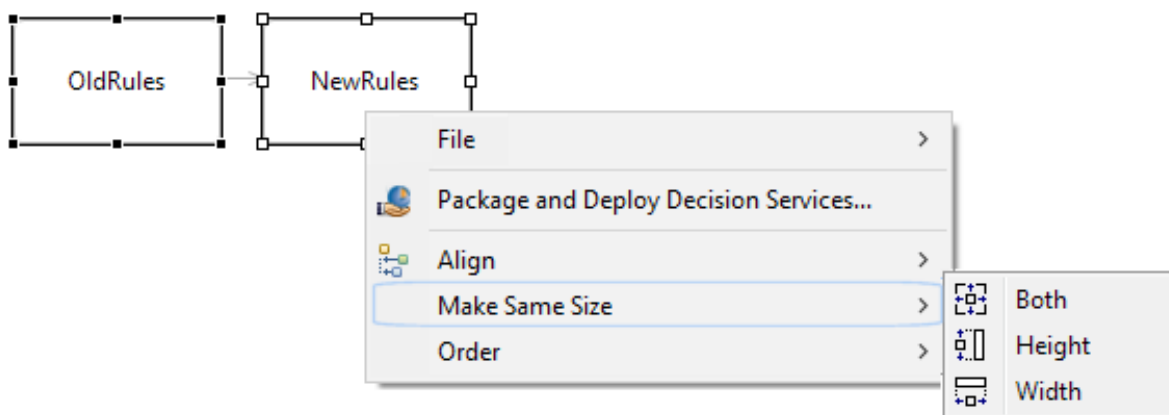 OldRules
NewRules
File
Package and Deploy Decision Services...
Align
Make Same Size
Order
Both
Height
Width